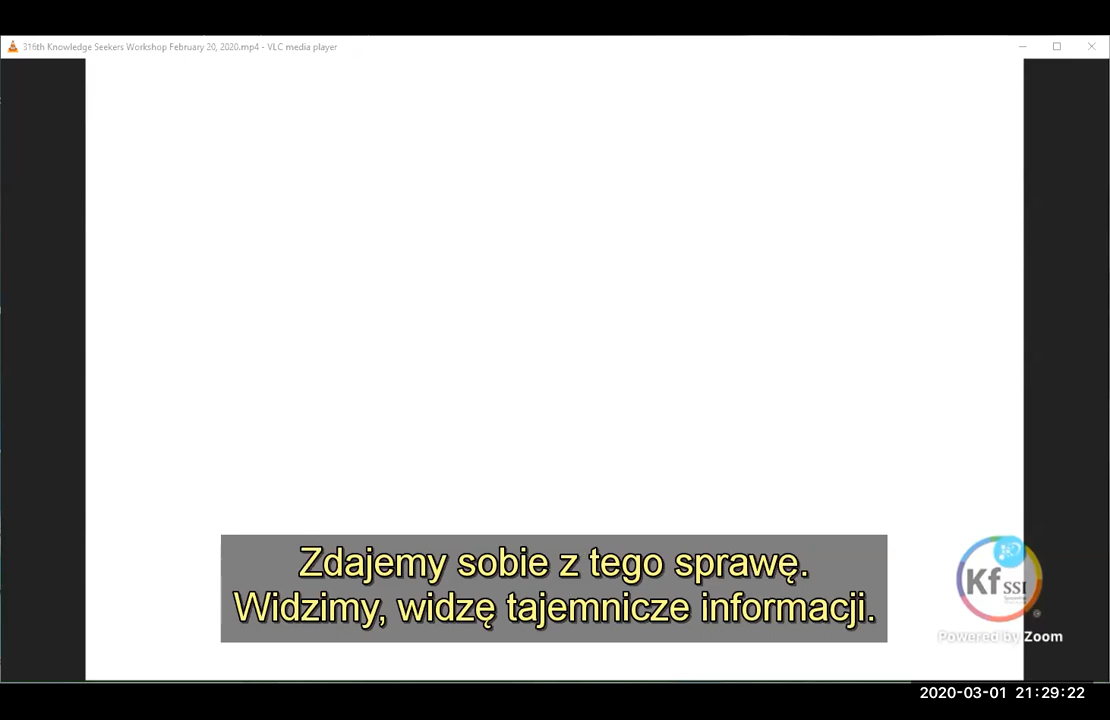 316th Knowledge Seekers Workshop February 20, 2020.mp4 - VLC media player
Zdajemy sobie z tego sprawę.
Widzimy, widzę tajemnicze informacji.
Kf SSI
Powered by Zoom
2020-03-01 21:29:22